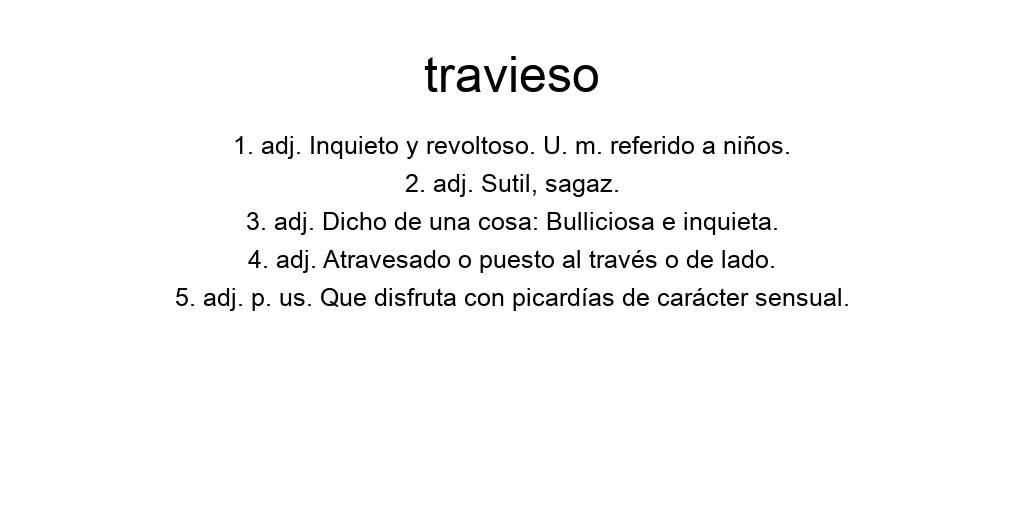 travieso
1. adj. Inquieto y revoltoso. U. m. referido a niños.
2. adj. Sutil, sagaz.
3. adj. Dicho de una cosa: Bulliciosa e inquieta.
4. adj. Atravesado o puesto al través o de lado.
5. adj. p. us. Que disfruta con picardías de carácter sensual.